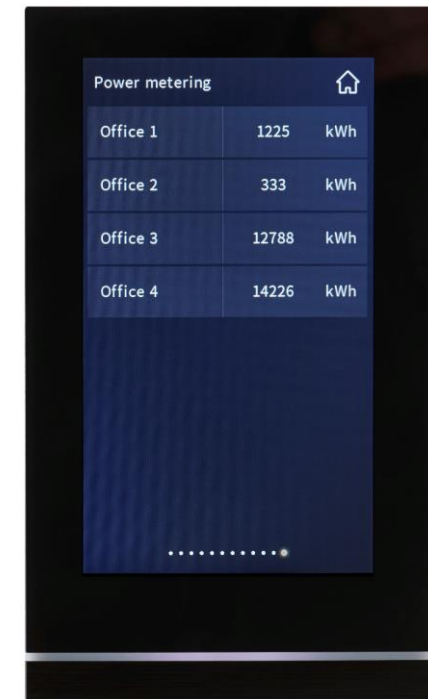 Power metering
Office 1 1225 kWh
Office 2 333 kWh
Office 3 12788 kWh
Office 4 14226 kWh